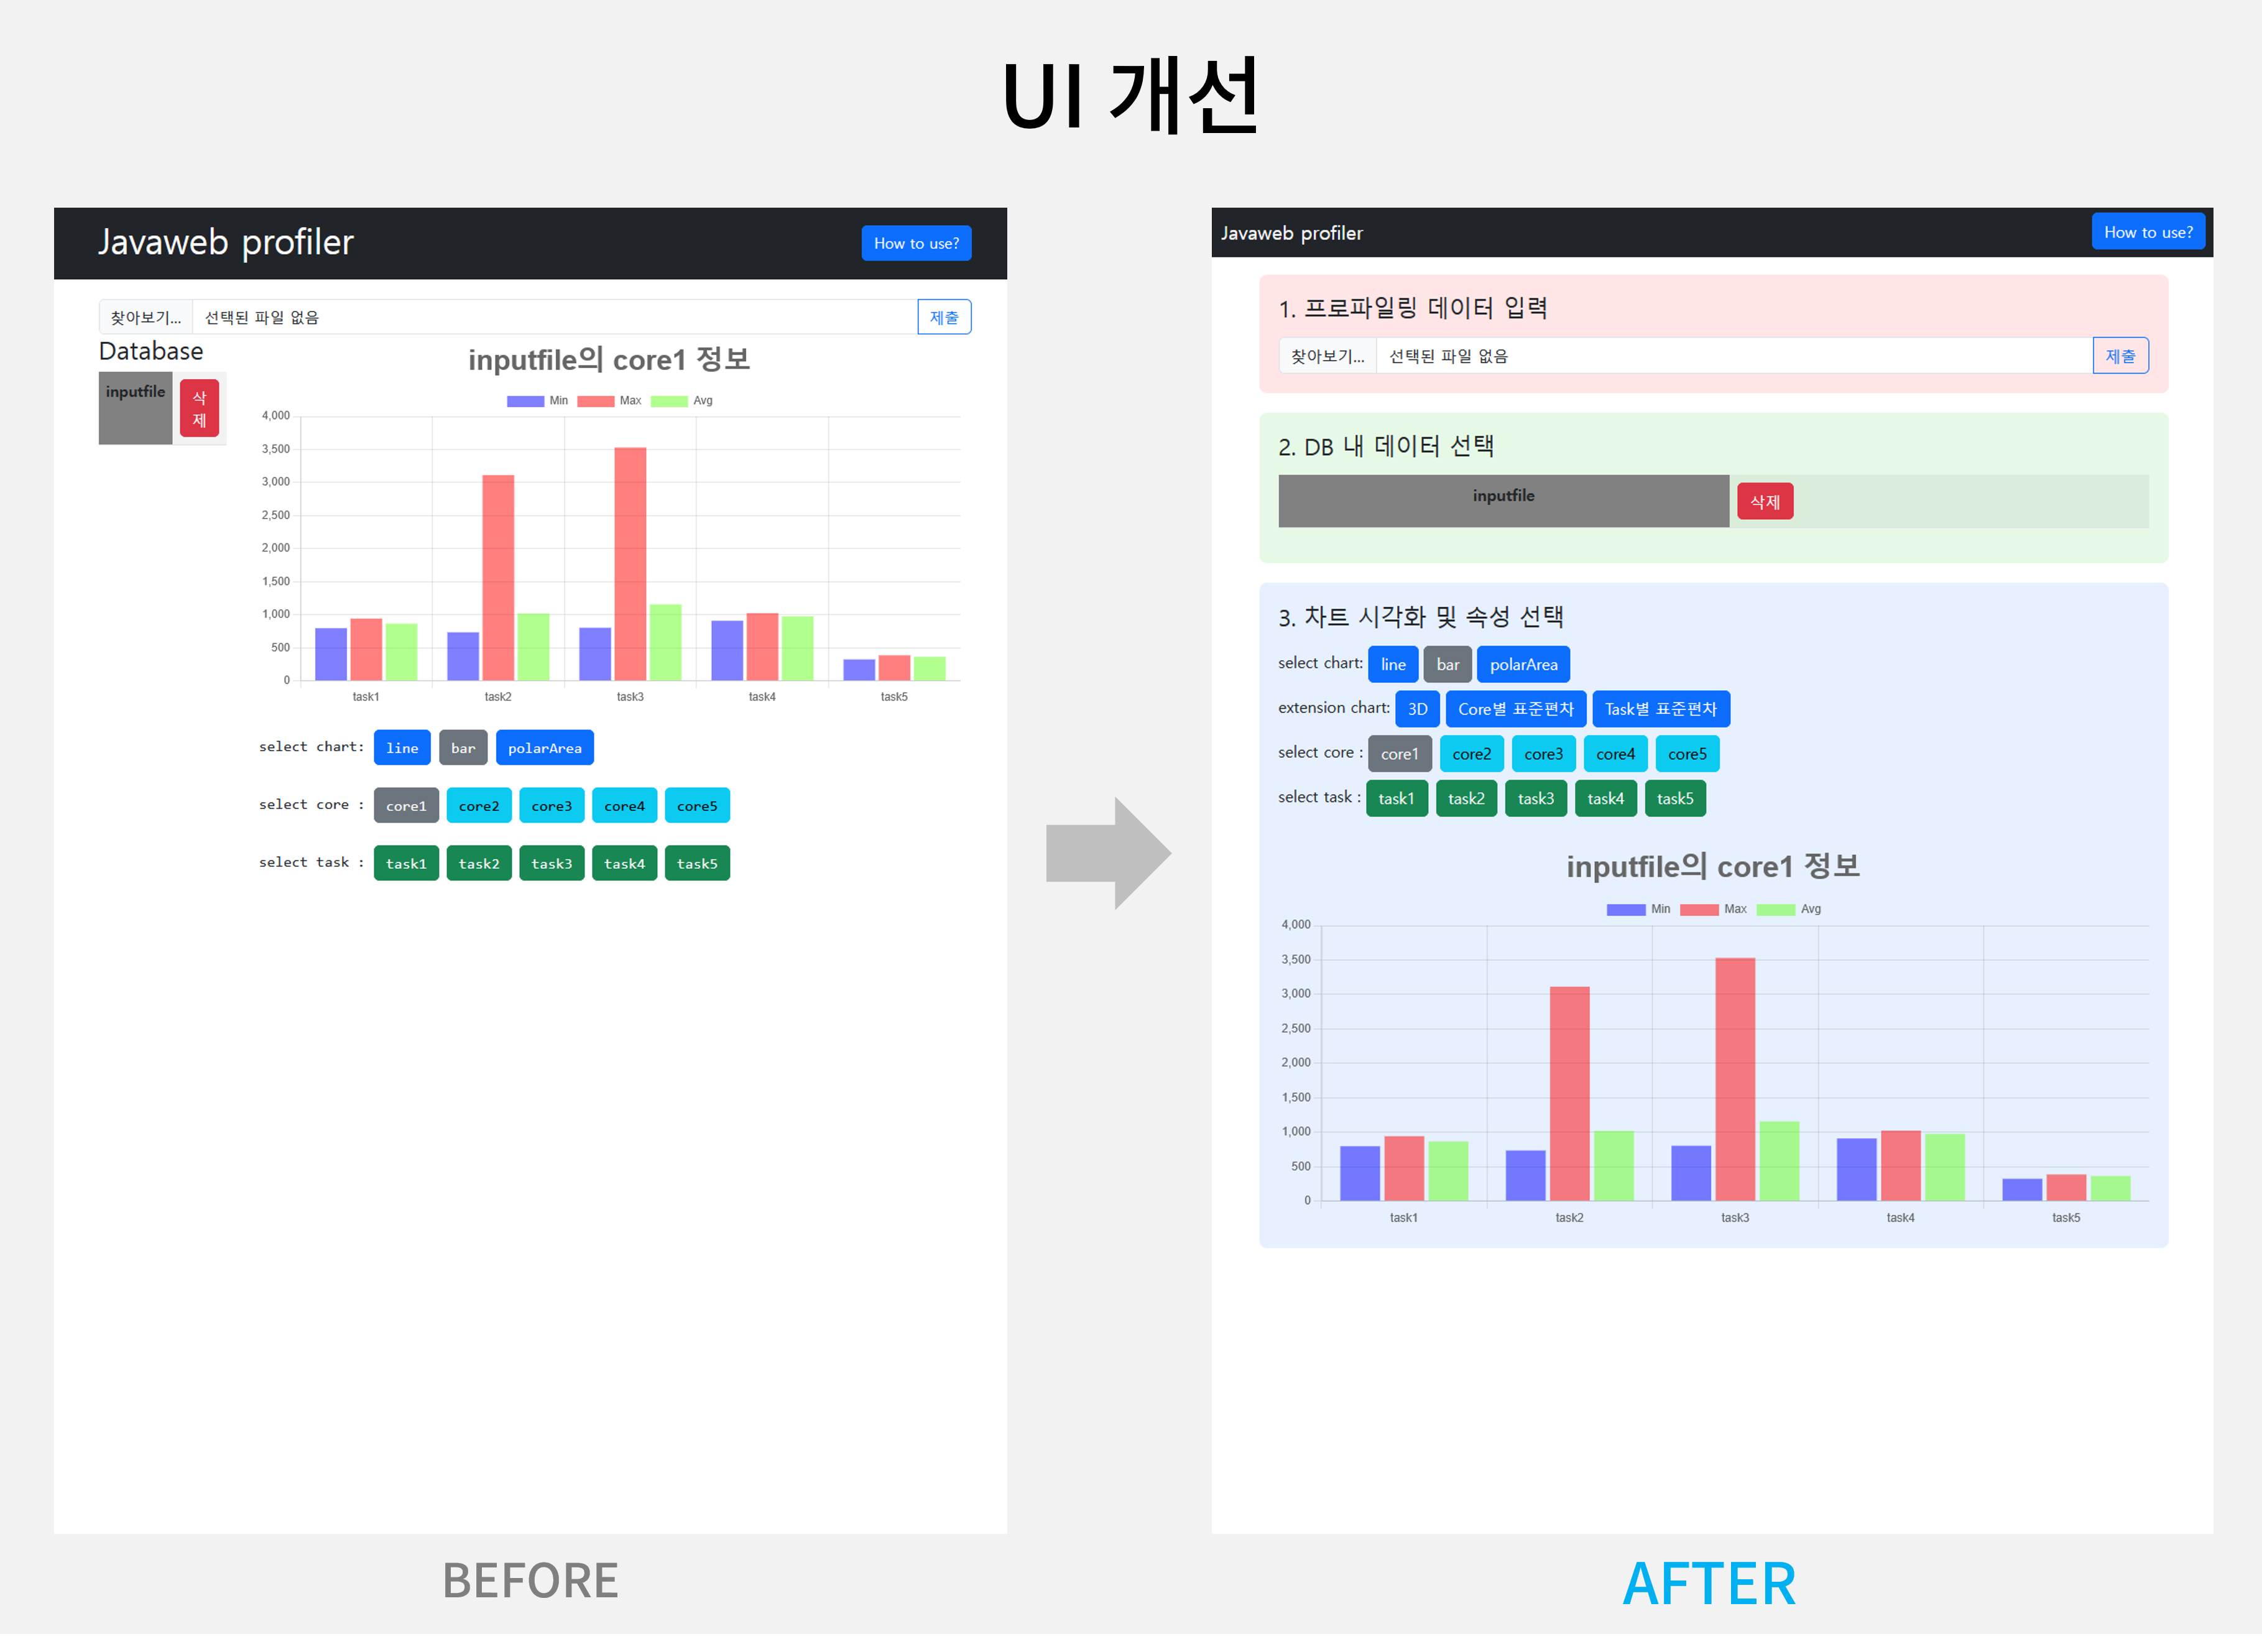 UI 개선
Javaweb profiler
How to use?
찾아보기... 선택된 파일 없음 제출
Database
inputfile 삭
제
inputfile의 core1 정보
Min Max Avg
4,000
3,500
3,000
2,500
2,000
1,500
1,000
500
0
task1 task2 task3 task4 task5
select chart: line bar polarArea
select core : core1 core2 core3 core4 core5
select task : task1 task2 task3 task4 task5
BEFORE
Javaweb profiler
How to use?
1. 프로파일링 데이터 입력
찾아보기... 선택된 파일 없음 제출
2. DB 내 데이터 선택
inputfile 삭제
3. 차트 시각화 및 속성 선택
select chart: line bar polarArea
extension chart: 3D Core별 표준편차 Task별 표준편차
select core : core1 core2 core3 core4 core5
select task : task1 task2 task3 task4 task5
inputfile의 core1 정보
Min Max Avg
4,000
3,500
3,000
2,500
2,000
1,500
1,000
500
0
task1 task2 task3 task4 task5
AFTER